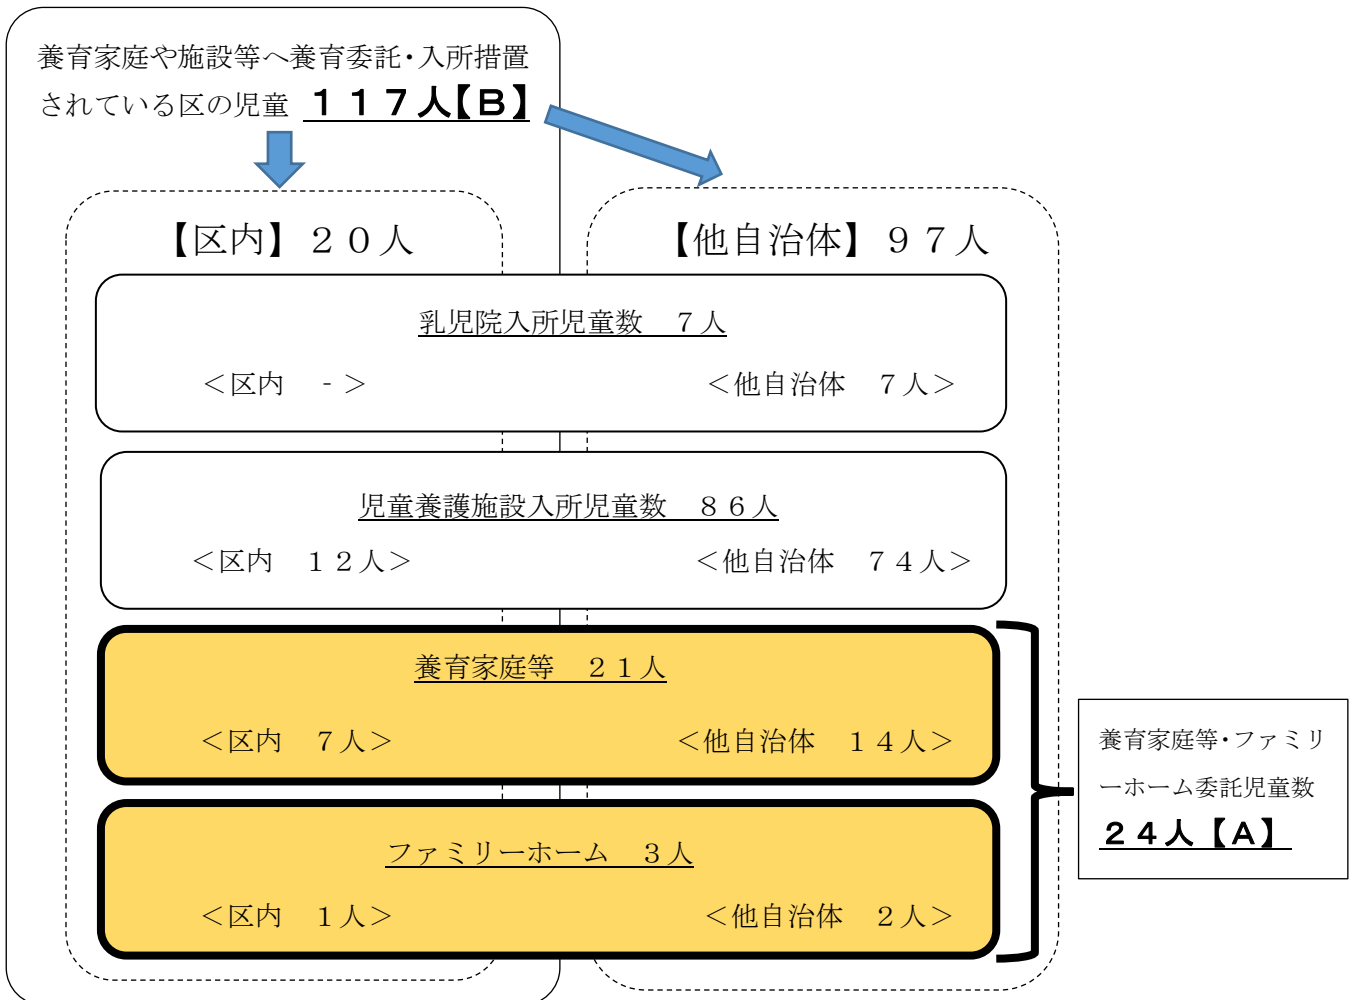 養育家庭や施設等へ養育委託・入所措置
されている区の児童 １１７人【B】
【区内】２０人
【他自治体】９７人
乳児院入所児童数　７人
＜区内　-＞
＜他自治体　７人＞
児童養護施設入所児童数　８６人
＜区内　１２人＞
＜他自治体　７４人＞
養育家庭等　２１人
＜区内　７人＞
＜他自治体　１４人＞
ファミリーホーム　３人
＜区内　１人＞
＜他自治体　２人＞
養育家庭等・ファミリ
ーホーム委託児童数
２４人【A】